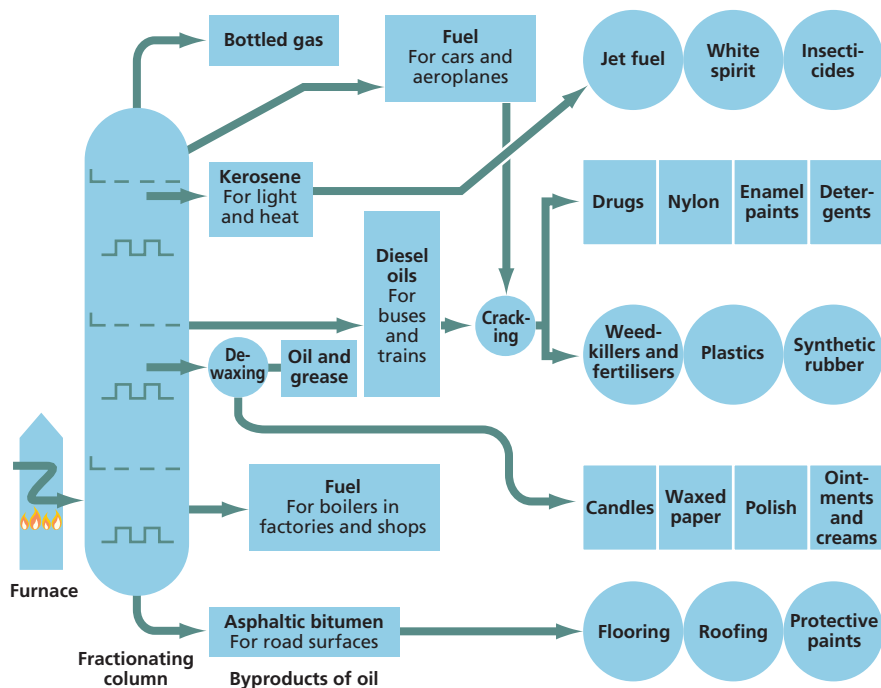 Bottled gas
Fuel
For cars and
aeroplanes
Jet fuel
White
spirit
Insecti-
cides
Kerosene
For light
and heat
Drugs
Nylon
Enamel
paints
Deter-
gents
Diesel
oils
For
buses
and
trains
Crack-
ing
De-
waxing
Oil and
grease
Weed-
killers and
fertilisers
Plastics
Synthetic
rubber
Fuel
For boilers in
factories and shops
Candles
Waxed
paper
Polish
Oint-
ments
and
creams
Furnace
Asphaltic bitumen
For road surfaces
Flooring
Roofing
Protective
paints
Fractionating
column
Byproducts of oil